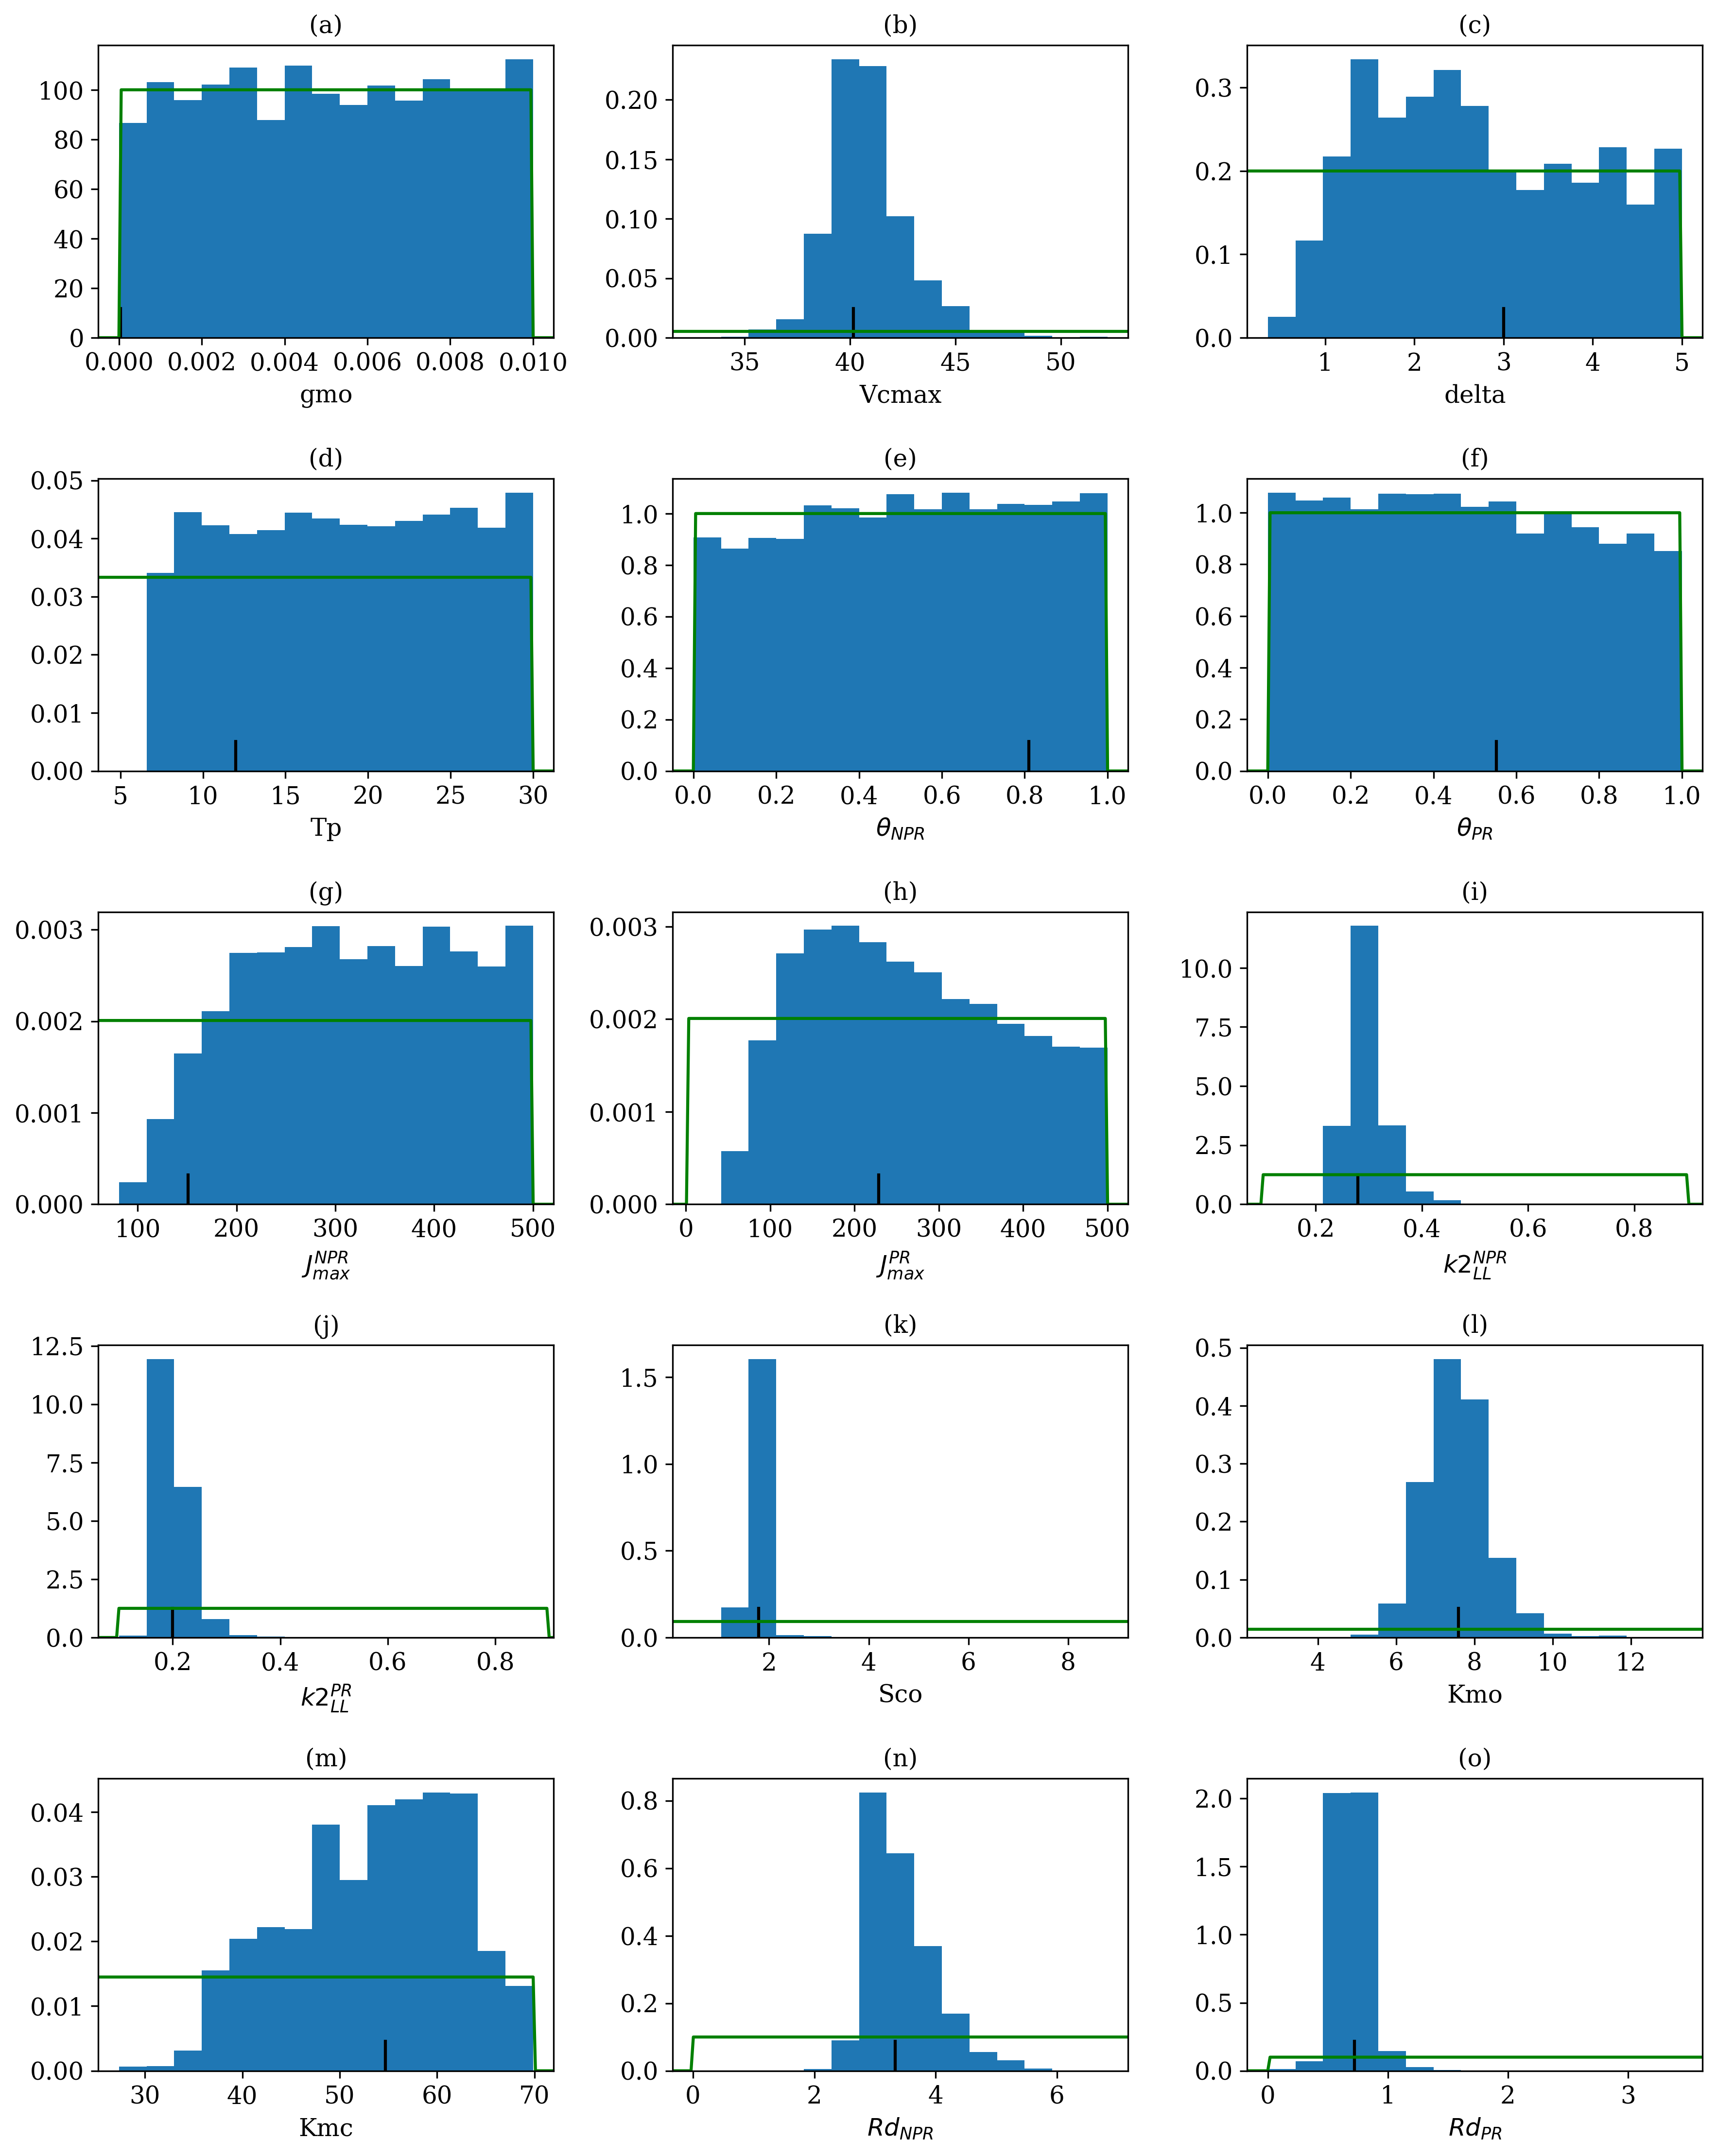 (a) (b) (c)
100 80 60 40 20 0
0.000 0.002 0.004 0.006 0.008 0.010
gmo
0.20 0.15 0.10 0.05 0.00
35 40 45 50
Vcmax
0.3 0.2 0.1 0.0
1 2 3 4 5
delta
(d) (e) (f)
0.05 0.04 0.03 0.02 0.01 0.00
5 10 15 20 25 30
Tp
1.0 0.8 0.6 0.4 0.2 0.0
0.0 0.2 0.4 0.6 0.8 1.0
θ_NPR
1.0 0.8 0.6 0.4 0.2 0.0
0.0 0.2 0.4 0.6 0.8 1.0
θ_PR
(g) (h) (i)
0.003 0.002 0.001 0.000
100 200 300 400 500
J_max^NPR
0.003 0.002 0.001 0.000
0 100 200 300 400 500
J_max^PR
10.0 7.5 5.0 2.5 0.0
0.2 0.4 0.6 0.8
k2_LL^NPR
(j) (k) (l)
12.5 10.0 7.5 5.0 2.5 0.0
0.2 0.4 0.6 0.8
k2_LL^PR
1.5 1.0 0.5 0.0
2 4 6 8
Sco
0.5 0.4 0.3 0.2 0.1 0.0
4 6 8 10 12
Kmo
(m) (n) (o)
0.04 0.03 0.02 0.01 0.00
30 40 50 60 70
Kmc
0.8 0.6 0.4 0.2 0.0
0 2 4 6
Rd_NPR
2.0 1.5 1.0 0.5 0.0
0 1 2 3
Rd_PR